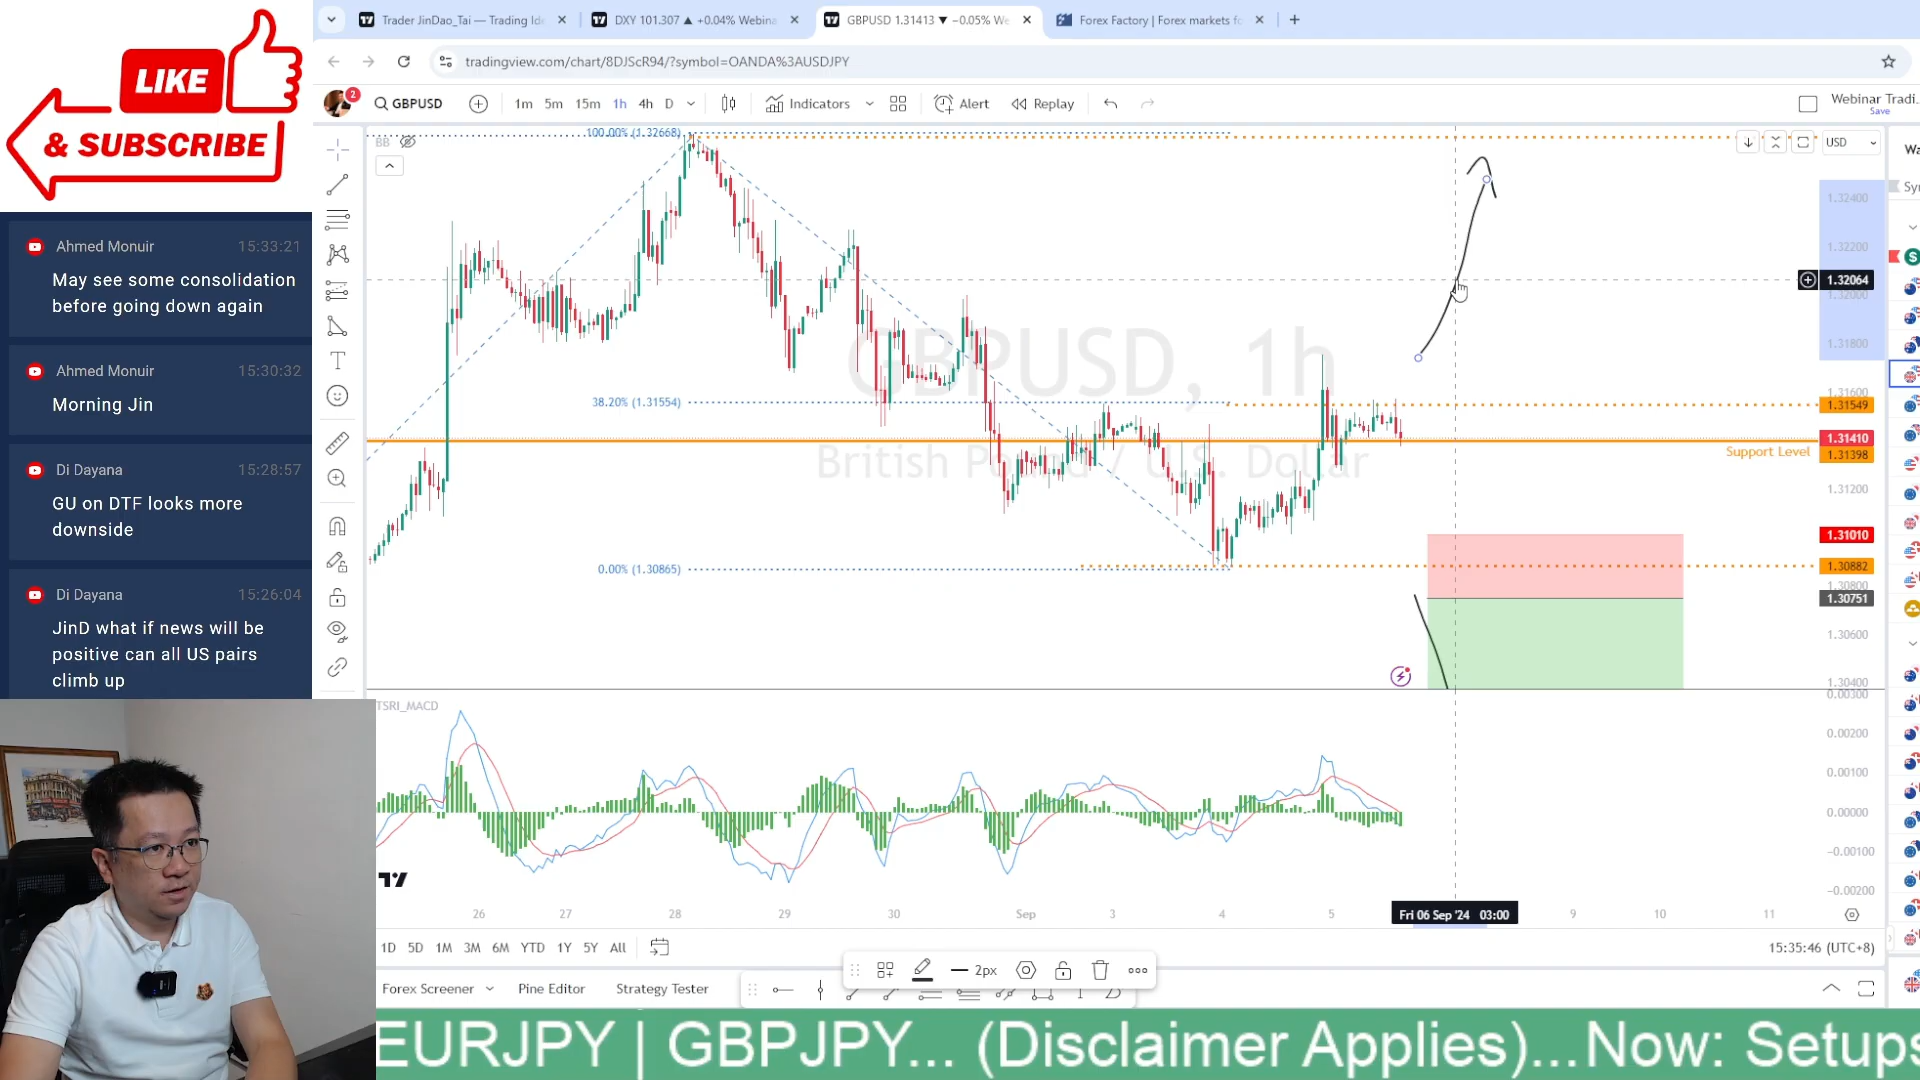 LIKE
& SUBSCRIBE
Ahmed Monuir 15:33:21
May see some consolidation
before going down again
Ahmed Monuir 15:30:32
Morning Jin
Di Dayana 15:28:57
GU on DTF looks more
downside
Di Dayana 15:26:04
JinD what if news will be
positive can all US pairs
climb up
Trader JinDao_Tai — Trading Ide
DXY 101.307 ▲ +0.04% Webina
GBPUSD 1.31413 ▼ −0.05% We
Forex Factory | Forex markets fo
tradingview.com/chart/8DJScR94/?symbol=OANDA%3AUSDJPY
2
GBPUSD 1m 5m 15m 1h 4h D Indicators Alert Replay
Webinar Tradi...
Save
BB
USD
100.00% (1.32668)
38.20% (1.31554)
0.00% (1.30865)
GBPUSD, 1h
British Pound / U.S. Dollar
Support Level
1.32400
1.32200
1.32064
1.32000
1.31800
1.31600
1.31549
1.31410
1.31398
1.31200
1.31010
1.30882
1.30800
1.30751
1.30600
1.30400
0.00300
TSRI_MACD
0.00200
0.00100
0.00000
−0.00100
−0.00200
26 27 28 29 30 Sep 3 4 5 Fri 06 Sep '24 03:00 9 10 11
1D 5D 1M 3M 6M YTD 1Y 5Y All
15:35:46 (UTC+8)
2px
Forex Screener Pine Editor Strategy Tester
EURJPY | GBPJPY... (Disclaimer Applies)...Now: Setups